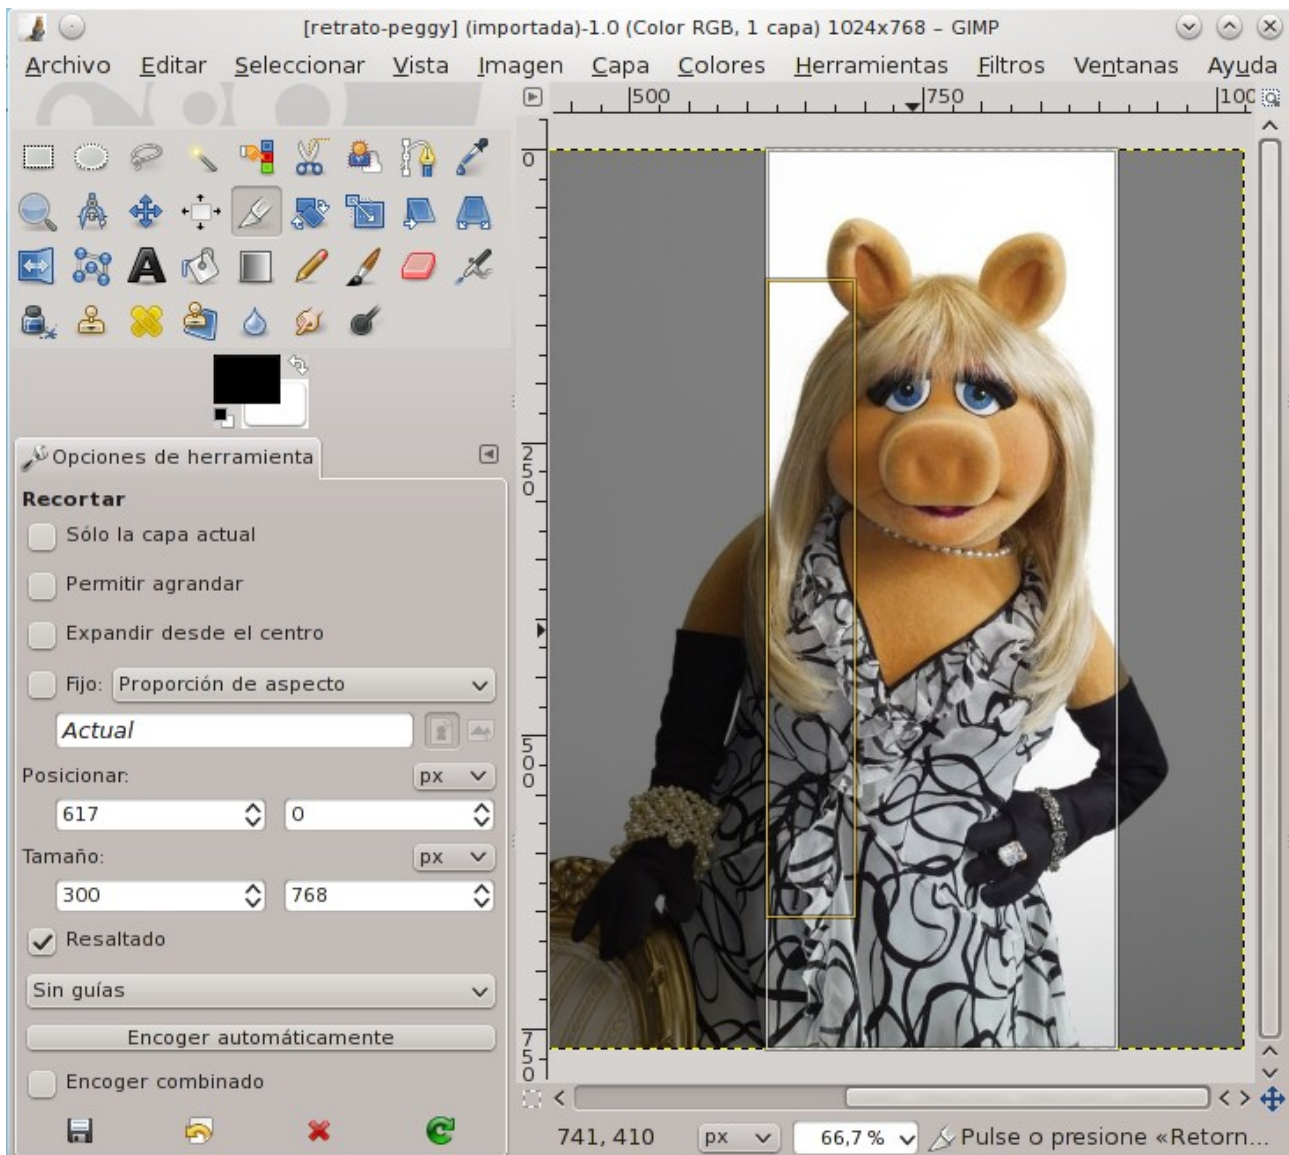 [retrato-peggy] (importada)-1.0 (Color RGB, 1 capa) 1024x768 – GIMP
Archivo Editar Seleccionar Vista Imagen Capa Colores Herramientas Filtros Ventanas Ayuda
500 750 100
0
250
500
750
Opciones de herramienta
Recortar
Sólo la capa actual
Permitir agrandar
Expandir desde el centro
Fijo: Proporción de aspecto
Actual
Posicionar: px
617 0
Tamaño: px
300 768
Resaltado
Sin guías
Encoger automáticamente
Encoger combinado
741, 410 px 66,7 % Pulse o presione «Retorn...